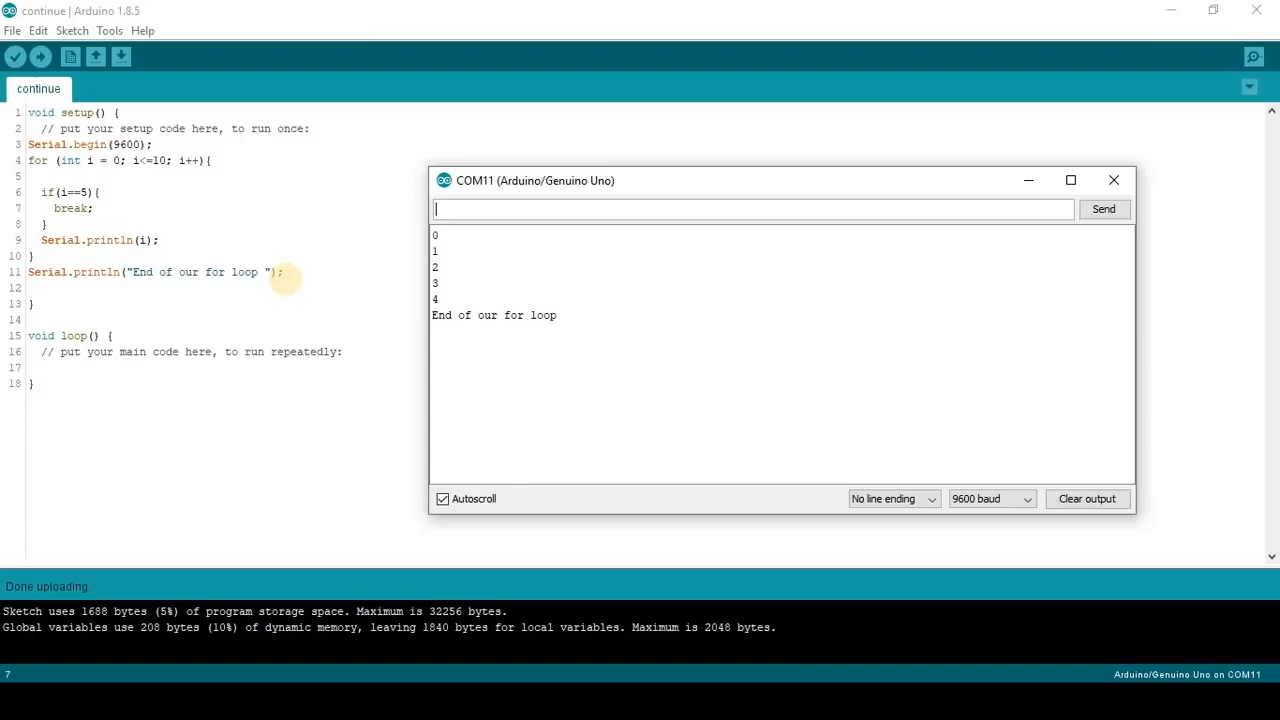 continue | Arduino 1.8.5
File Edit Sketch Tools Help
continue
1 void setup() {
2 // put your setup code here, to run once:
3 Serial.begin(9600);
4 for (int i = 0; i<=10; i++){
5
6 if(i==5){
7 break;
8 }
9 Serial.println(i);
10 }
11 Serial.println("End of our for loop ");
12
13 }
14
15 void loop() {
16 // put your main code here, to run repeatedly:
17
18 }
COM11 (Arduino/Genuino Uno)
Send
0
1
2
3
4
End of our for loop
Autoscroll No line ending 9600 baud Clear output
Done uploading.
Sketch uses 1688 bytes (5%) of program storage space. Maximum is 32256 bytes.
Global variables use 208 bytes (10%) of dynamic memory, leaving 1840 bytes for local variables. Maximum is 2048 bytes.
7 Arduino/Genuino Uno on COM11